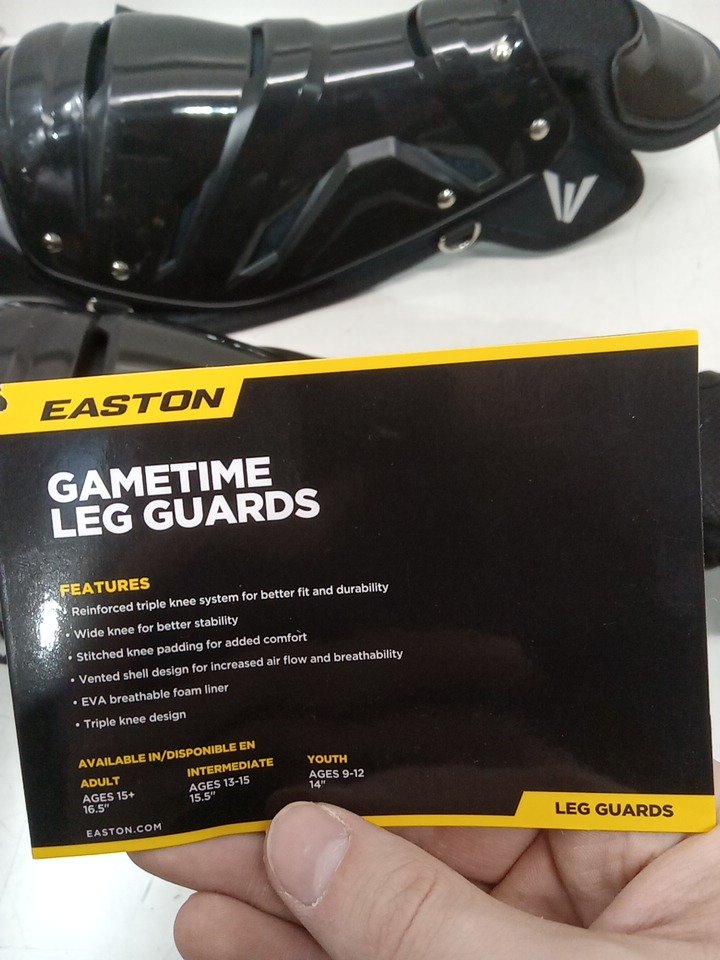 EASTON
GAMETIME
LEG GUARDS
FEATURES
• Reinforced triple knee system for better fit and durability
• Wide knee for better stability
• Stitched knee padding for added comfort
• Vented shell design for increased air flow and breathability
• EVA breathable foam liner
• Triple knee design
AVAILABLE IN/DISPONIBLE EN
ADULT INTERMEDIATE YOUTH
AGES 15+ AGES 13-15 AGES 9-12
16.5" 15.5" 14"
EASTON.COM
LEG GUARDS